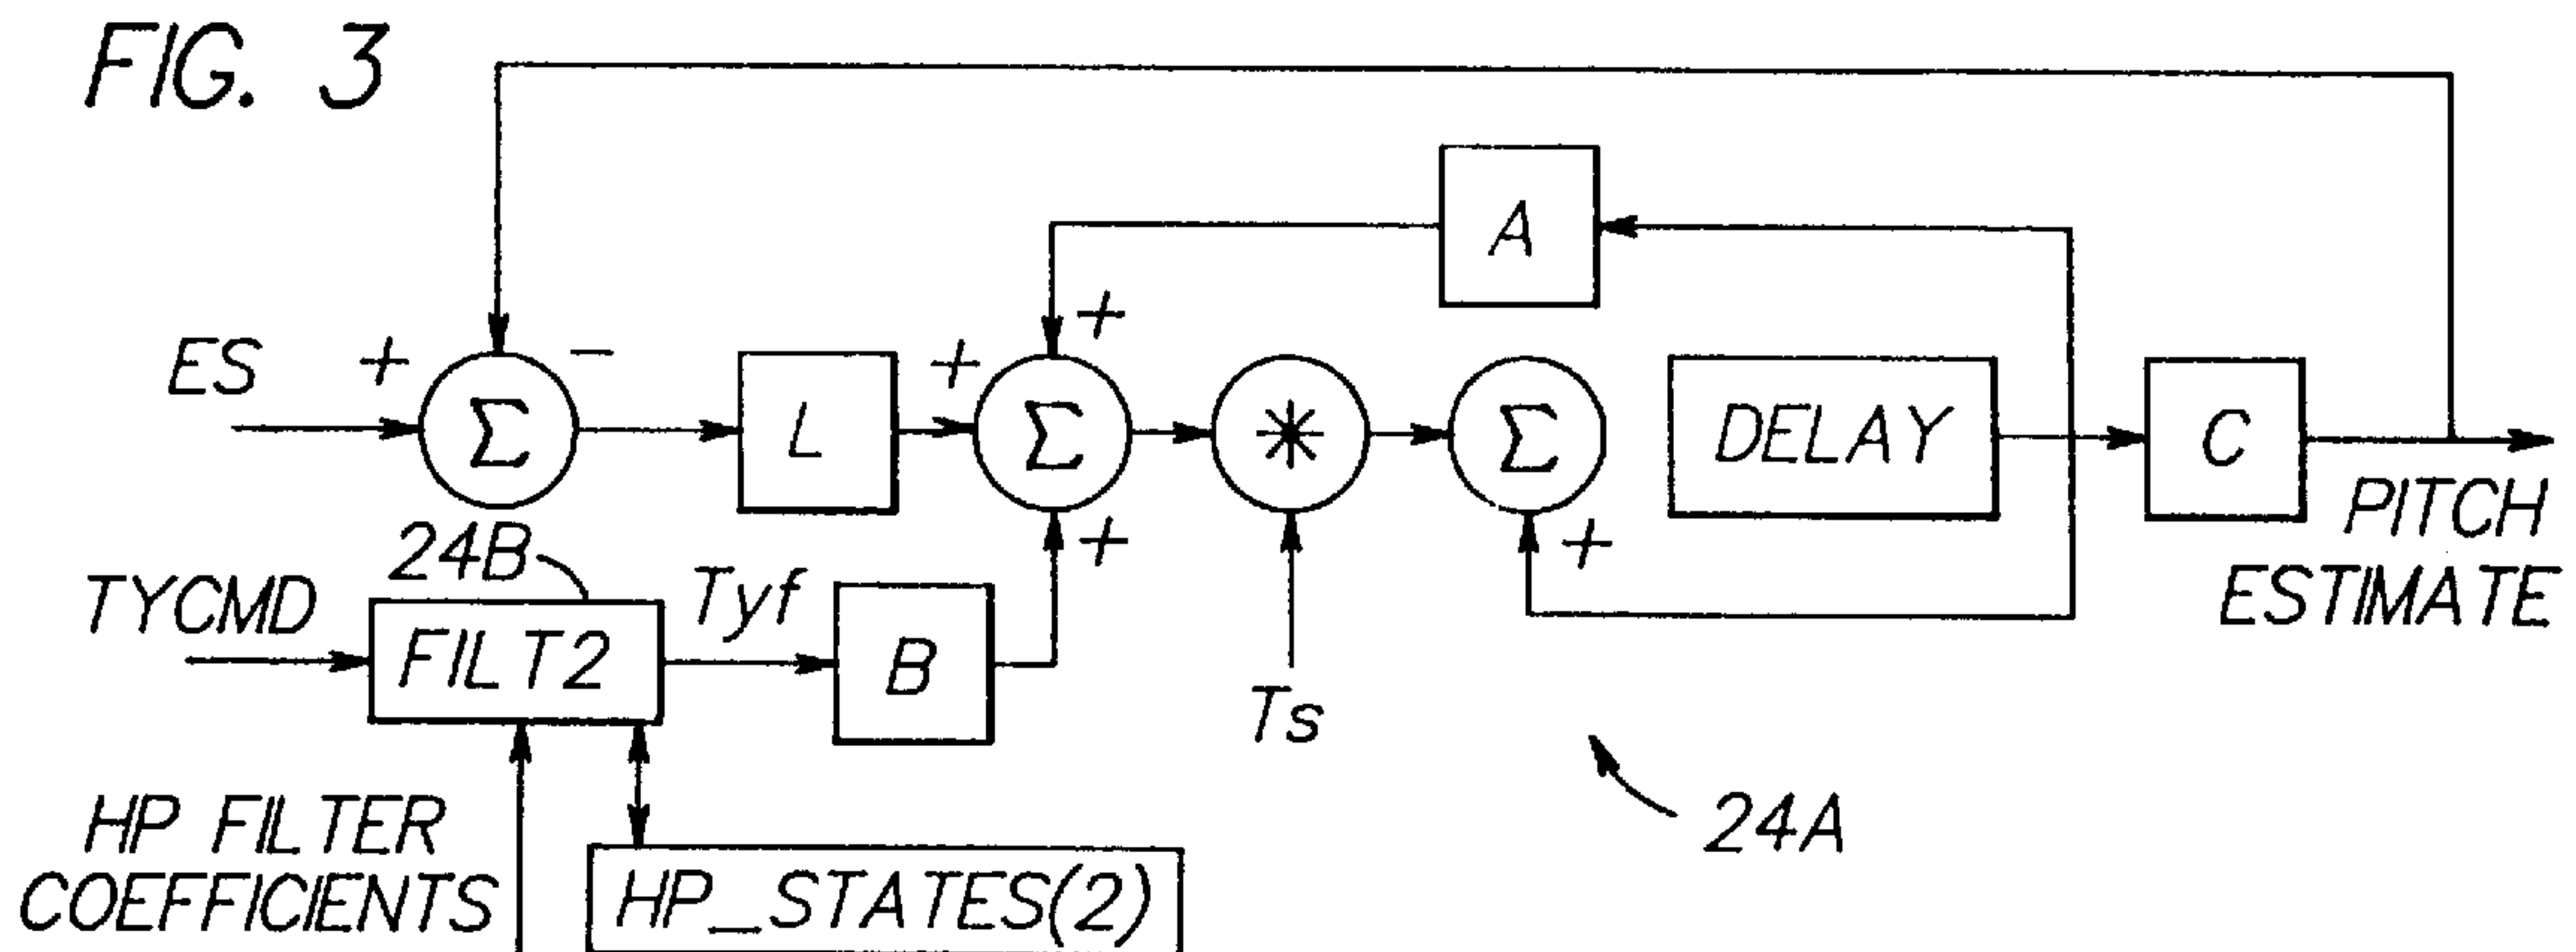 FIG. 3
A
+
ES + − + 
Σ L Σ * Σ DELAY C
+ +
PITCH
ESTIMATE
24B
TYCMD FILT2 Tyf B
Ts
24A
HP FILTER
COEFFICIENTS
HP_STATES(2)